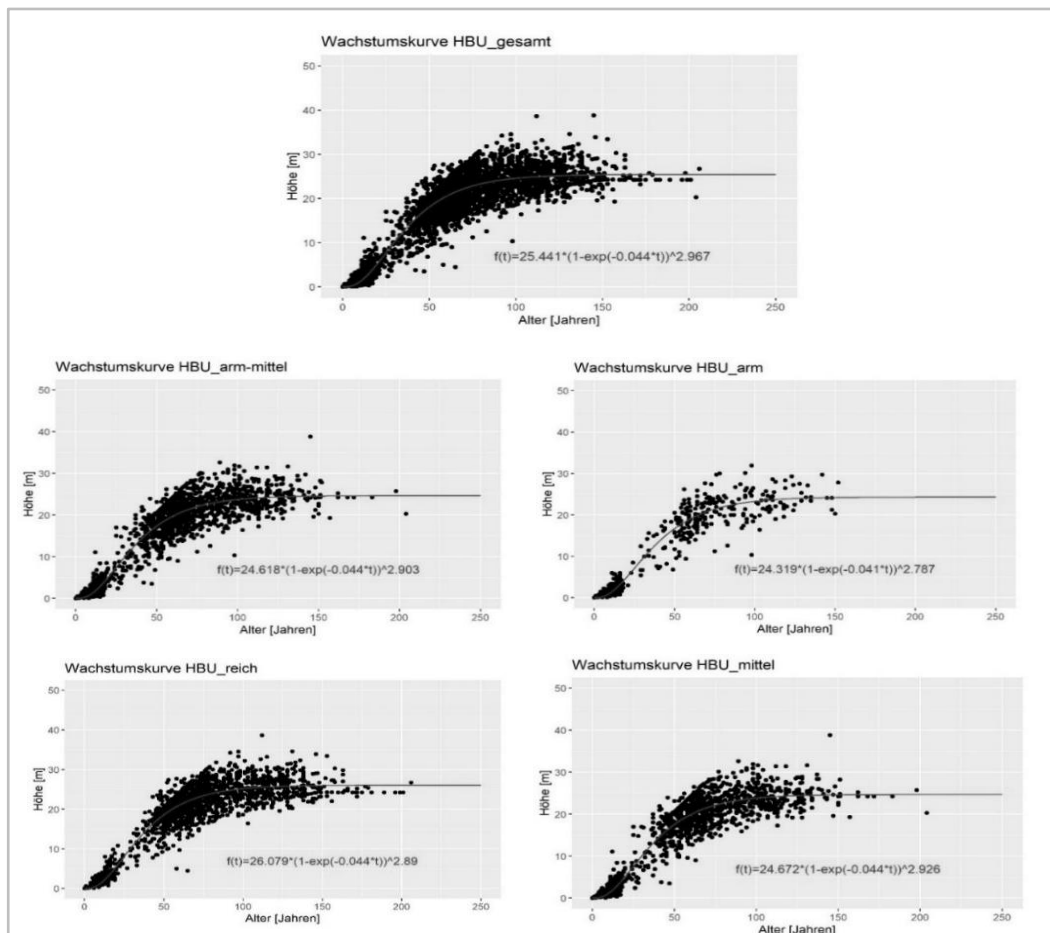 Wachstumskurve HBU_gesamt
50
40
30
20
10
0
Höhe [m]
f(t)=25.441*(1-exp(-0.044*t))^2.967
0 50 100 150 200 250
Alter [Jahren]
Wachstumskurve HBU_arm-mittel
50
40
30
20
10
0
Höhe [m]
f(t)=24.618*(1-exp(-0.044*t))^2.903
0 50 100 150 200 250
Alter [Jahren]
Wachstumskurve HBU_arm
50
40
30
20
10
0
Höhe [m]
f(t)=24.319*(1-exp(-0.041*t))^2.787
0 50 100 150 200 250
Alter [Jahren]
Wachstumskurve HBU_reich
50
40
30
20
10
0
Höhe [m]
f(t)=26.079*(1-exp(-0.044*t))^2.89
0 50 100 150 200 250
Alter [Jahren]
Wachstumskurve HBU_mittel
50
40
30
20
10
0
Höhe [m]
f(t)=24.672*(1-exp(-0.044*t))^2.926
0 50 100 150 200 250
Alter [Jahren]